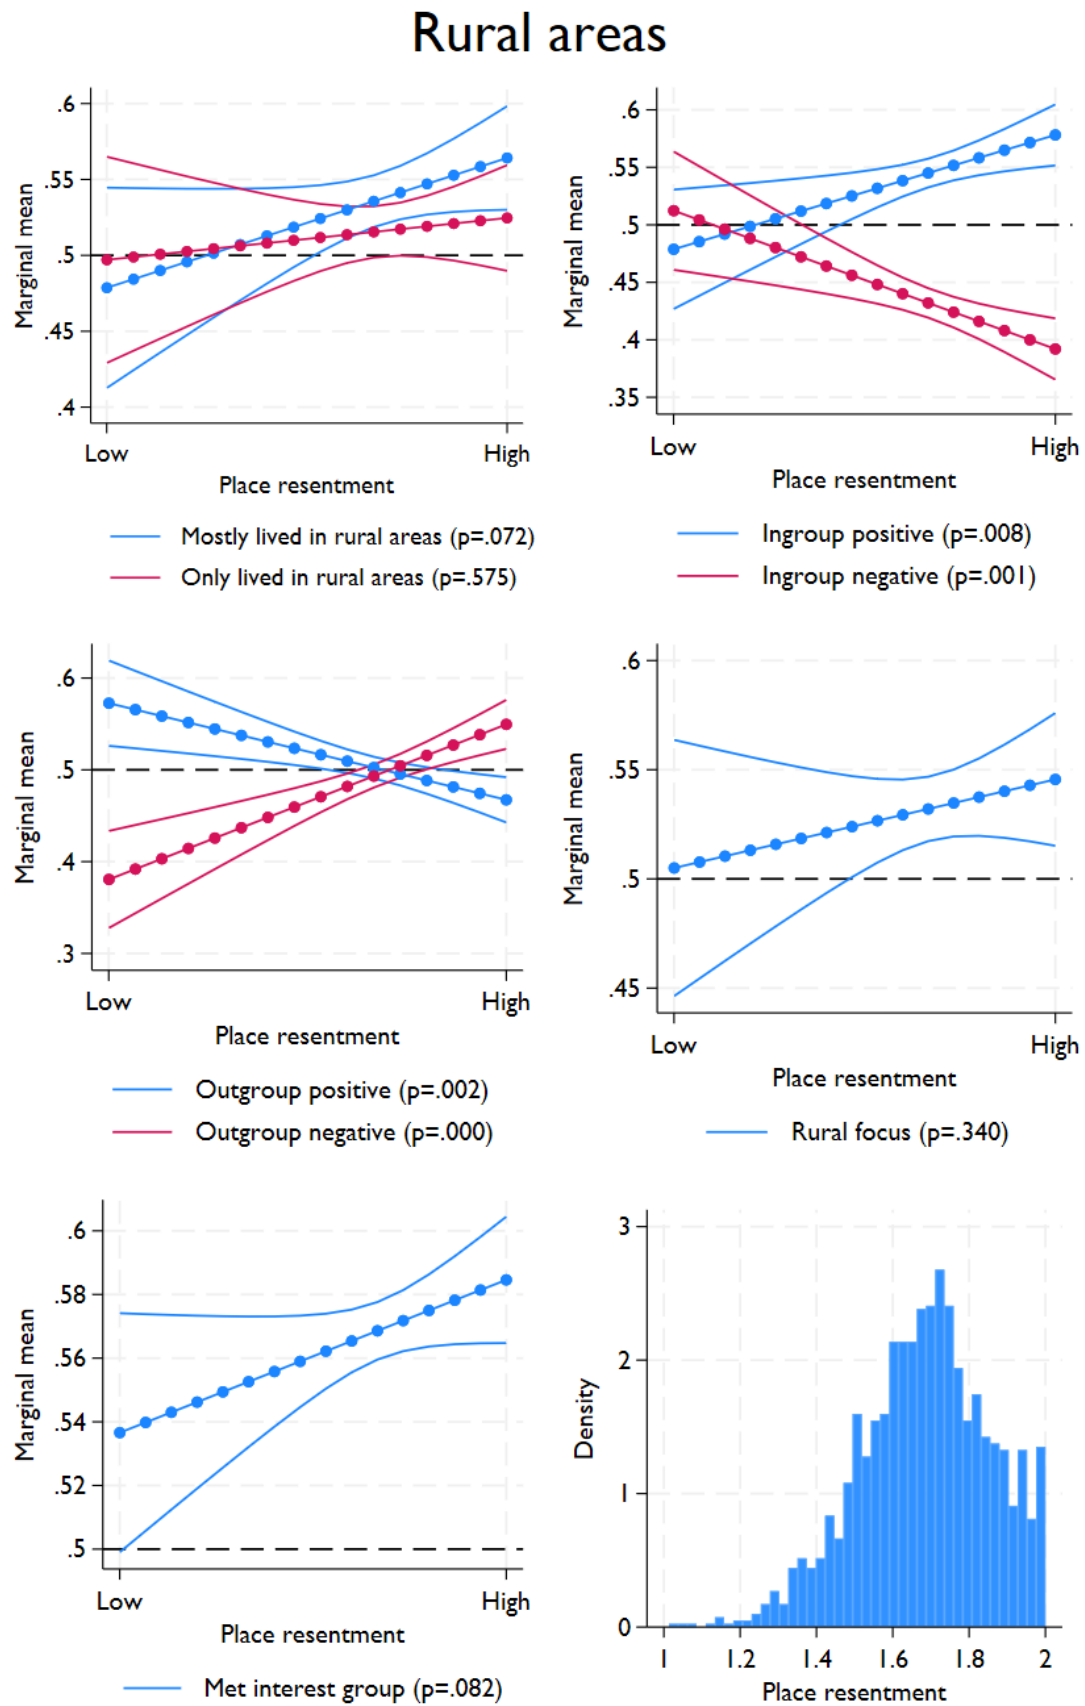 Rural areas
.6
.55
.5
.45
.4
Marginal mean
Low High
Place resentment
Mostly lived in rural areas (p=.072)
Only lived in rural areas (p=.575)
.6
.55
.5
.45
.4
.35
Marginal mean
Low High
Place resentment
Ingroup positive (p=.008)
Ingroup negative (p=.001)
.6
.5
.4
.3
Marginal mean
Low High
Place resentment
Outgroup positive (p=.002)
Outgroup negative (p=.000)
.6
.55
.5
.45
Marginal mean
Low High
Place resentment
Rural focus (p=.340)
.6
.58
.56
.54
.52
.5
Marginal mean
Low High
Place resentment
Met interest group (p=.082)
3
2
1
0
Density
1 1.2 1.4 1.6 1.8 2
Place resentment